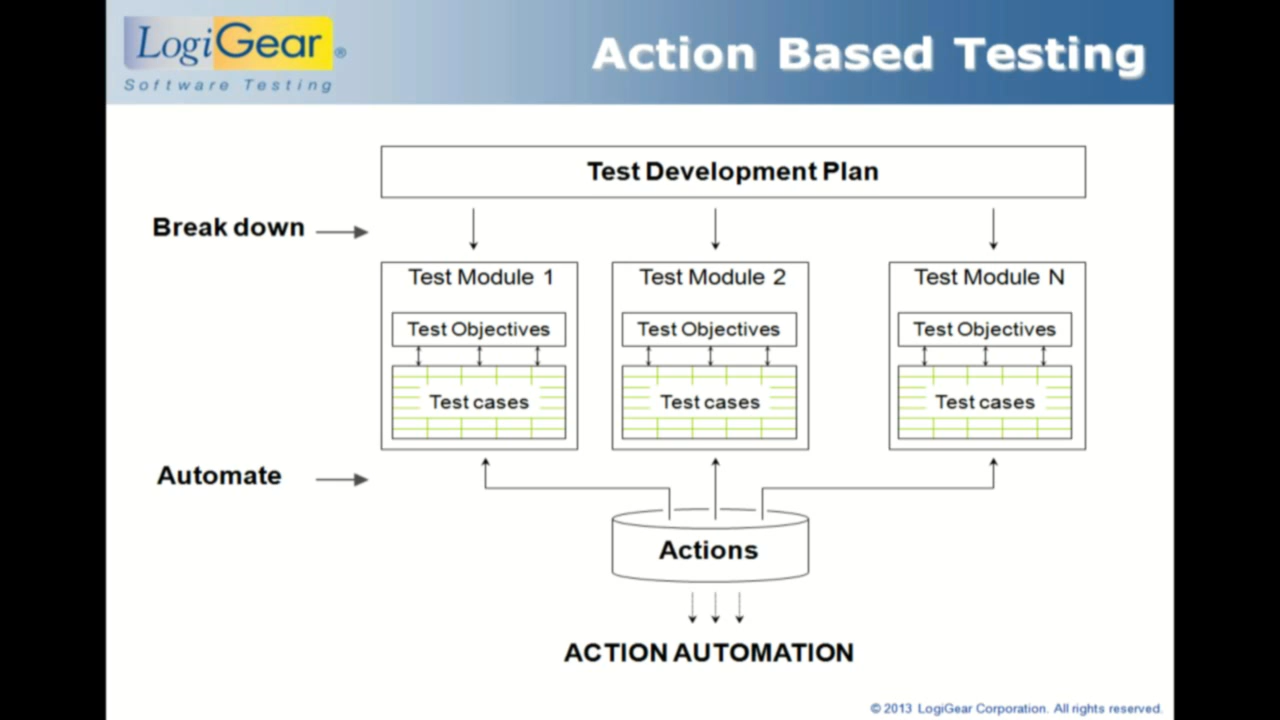 LogiGear®
Software Testing
Action Based Testing
Test Development Plan
Break down
Test Module 1
Test Module 2
Test Module N
Test Objectives
Test Objectives
Test Objectives
Test cases
Test cases
Test cases
Automate
Actions
ACTION AUTOMATION
© 2013 LogiGear Corporation. All rights reserved.